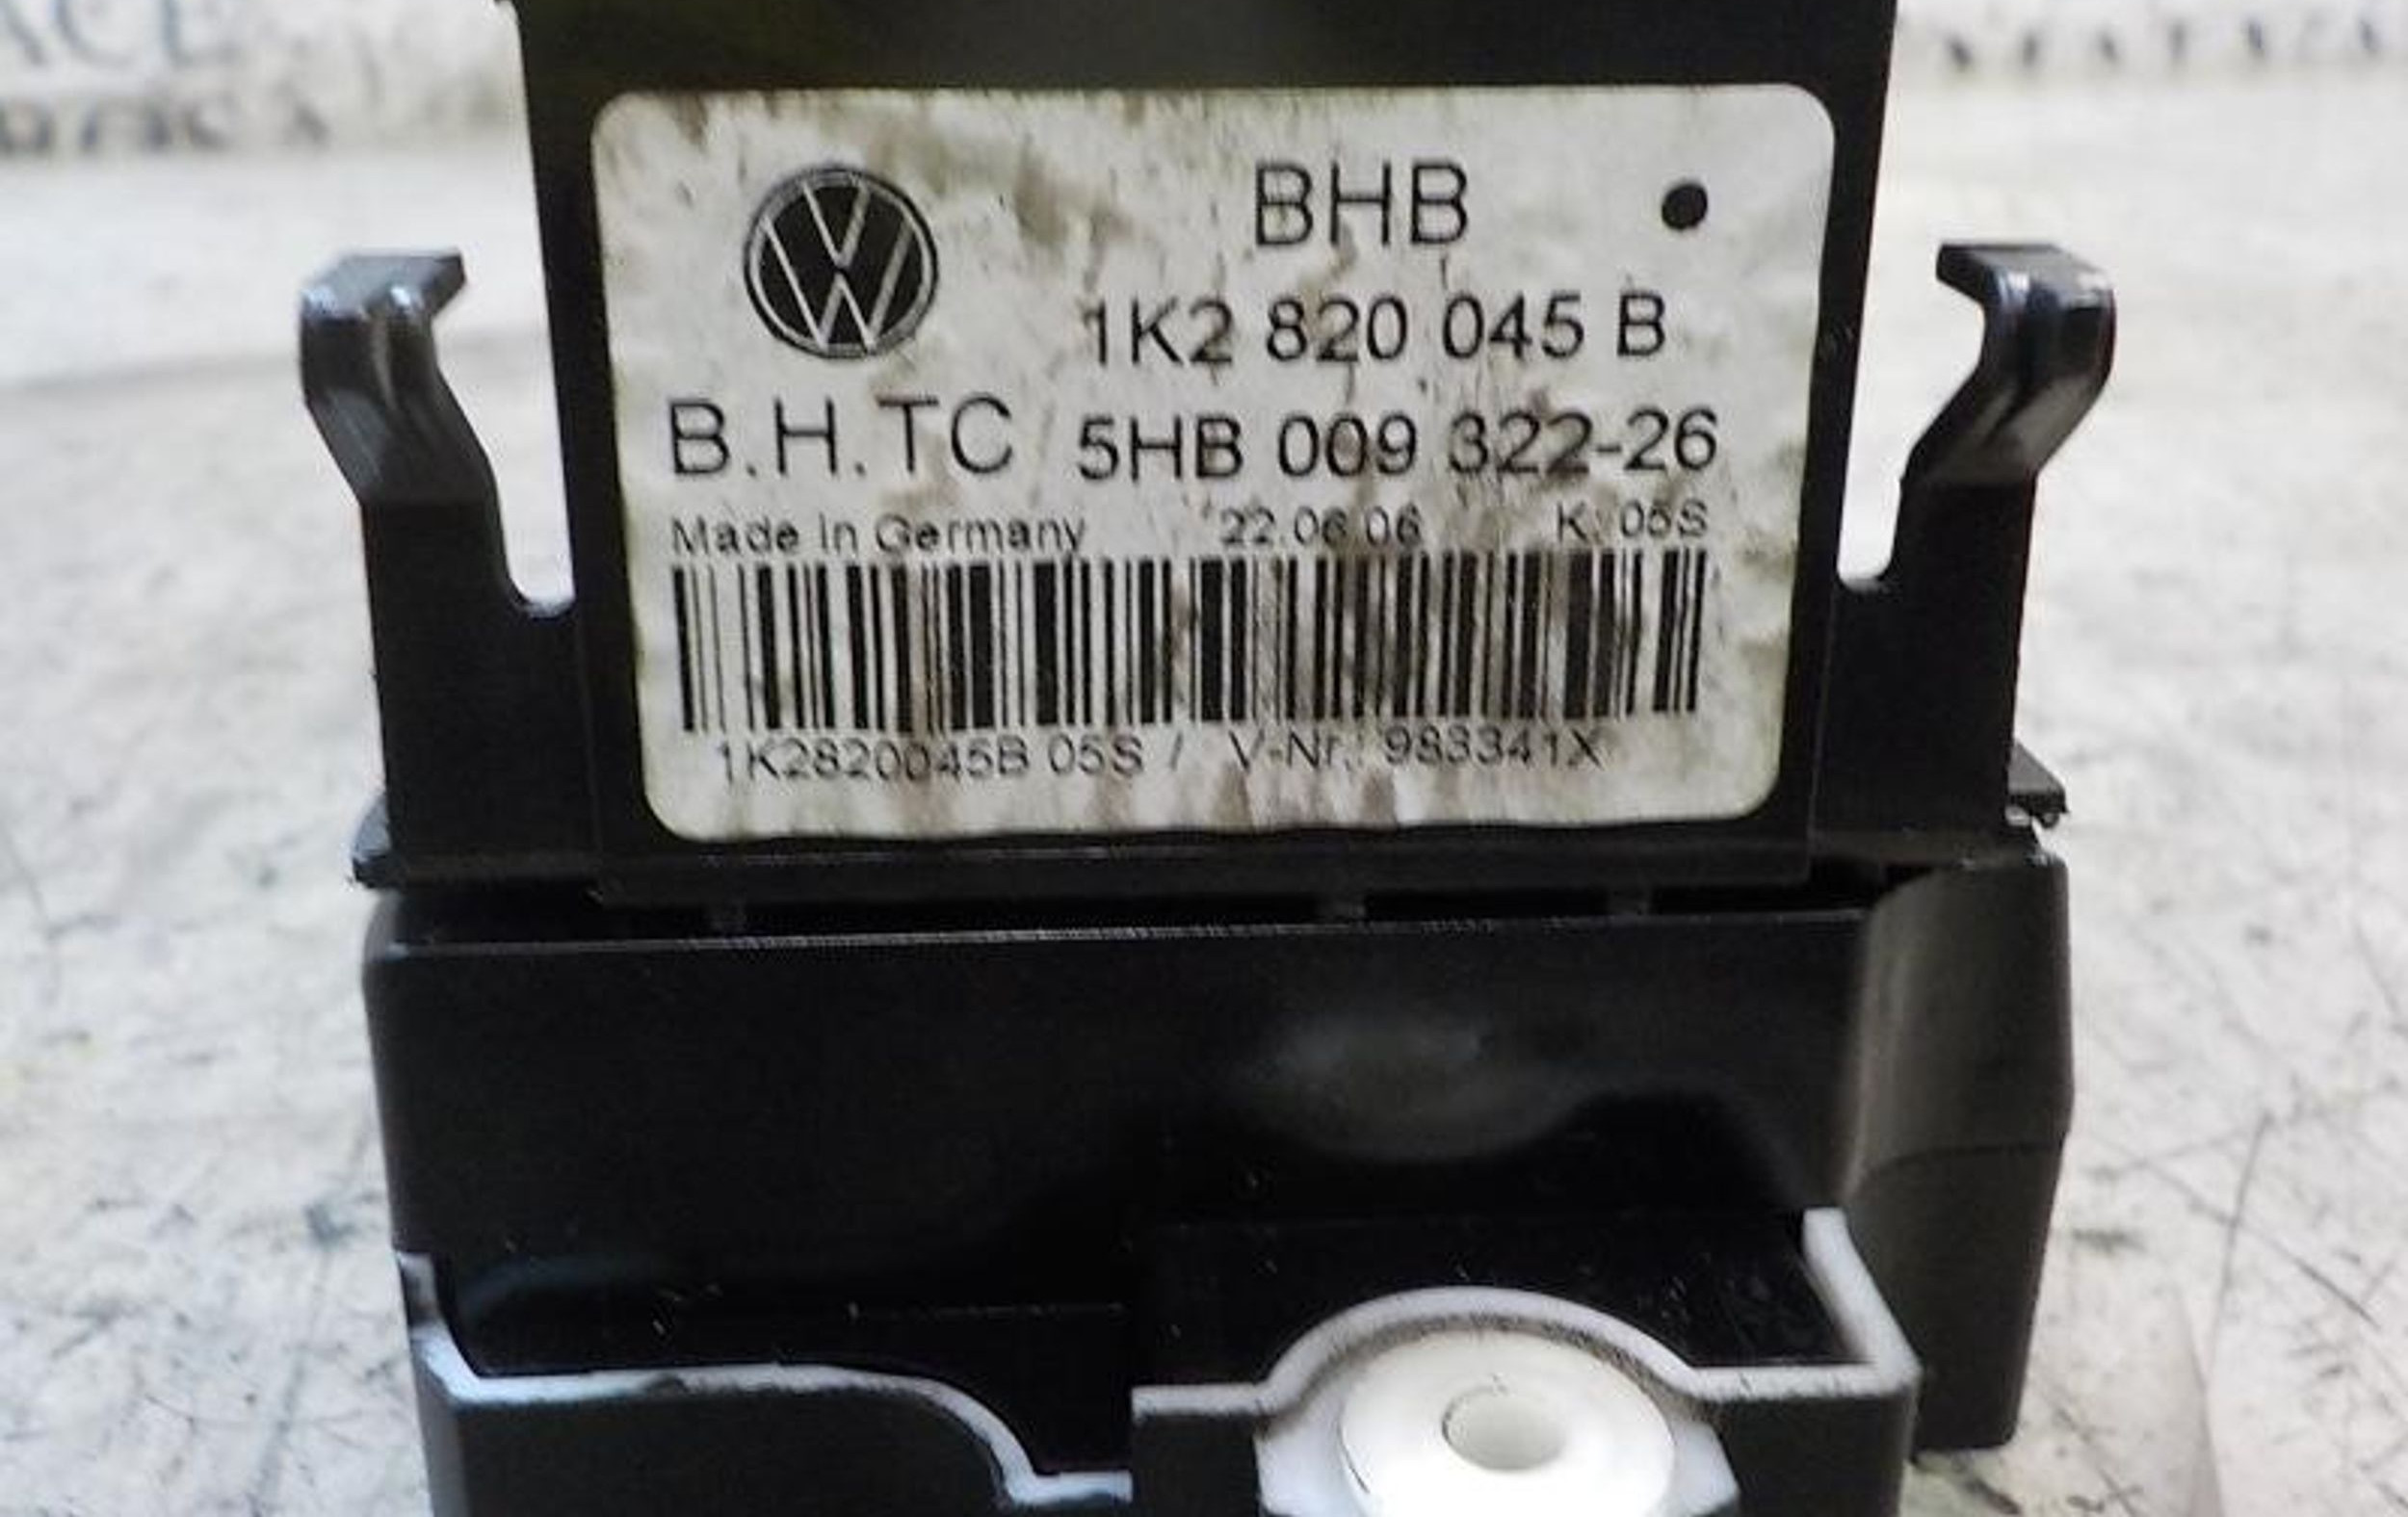 BHB
1K2 820 045 B
B.H.TC 5HB 009 322-26
Made in Germany 22.06.06 K: 05S
1K2820045B 05S / V-Nr.: 983341X